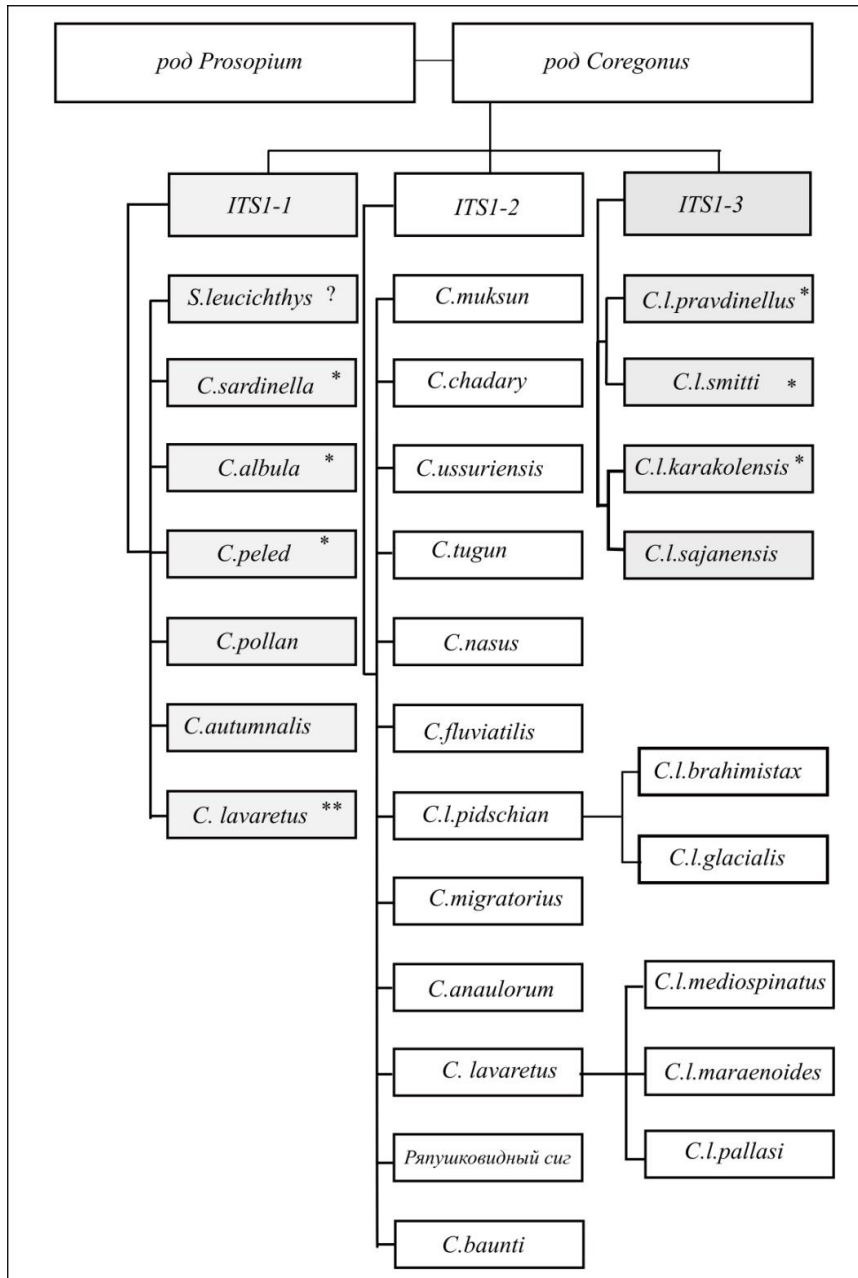 род Prosopium
род Coregonus
ITS1-1
ITS1-2
ITS1-3
S.leucichthys ?
C.sardinella *
C.albula *
C.peled *
C.pollan
C.autumnalis
C. lavaretus **
C.muksun
C.chadary
C.ussuriensis
C.tugun
C.nasus
C.fluviatilis
C.l.pidschian
C.migratorius
C.anaulorum
C. lavaretus
Ряпушковидный сиг
C.baunti
C.l.pravdinellus *
C.l.smitti *
C.l.karakolensis *
C.l.sajanensis
C.l.brahimistax
C.l.glacialis
C.l.mediospinatus
C.l.maraenoides
C.l.pallasi